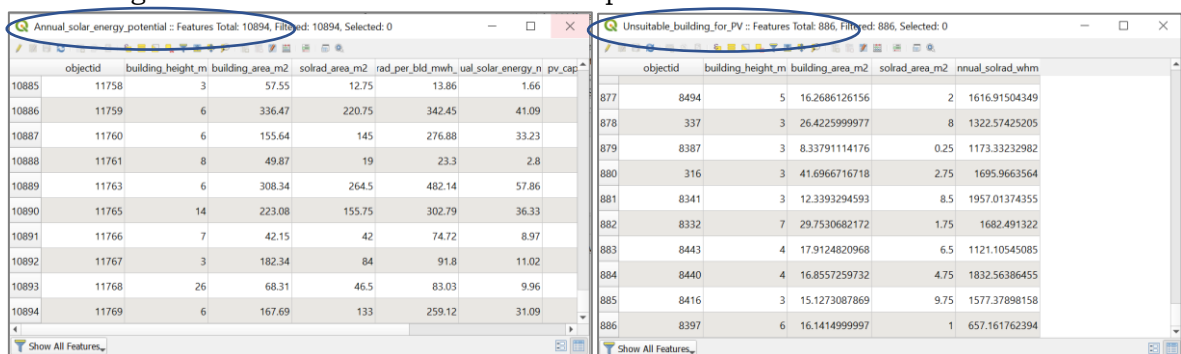 Annual_solar_energy_potential :: Features Total: 10894, Filtered: 10894, Selected: 0
objectid building_height_m building_area_m2 solrad_area_m2 rad_per_bld_mwh_ ual_solar_energy_n pv_cap
10885 11758 3 57.55 12.75 13.86 1.66
10886 11759 6 336.47 220.75 342.45 41.09
10887 11760 6 155.64 145 276.88 33.23
10888 11761 8 49.87 19 23.3 2.8
10889 11763 6 308.34 264.5 482.14 57.86
10890 11765 14 223.08 155.75 302.79 36.33
10891 11766 7 42.15 42 74.72 8.97
10892 11767 3 182.34 84 91.8 11.02
10893 11768 26 68.31 46.5 83.03 9.96
10894 11769 6 167.69 133 259.12 31.09
Show All Features
Unsuitable_building_for_PV :: Features Total: 886, Filtered: 886, Selected: 0
objectid building_height_m building_area_m2 solrad_area_m2 nnual_solrad_whm
877 8494 5 16.2686126156 2 1616.91504349
878 337 3 26.4225999977 8 1322.57425205
879 8387 3 8.33791114176 0.25 1173.33232982
880 316 3 41.6966716718 2.75 1695.9663564
881 8341 3 12.3393294593 8.5 1957.01374355
882 8332 7 29.7530682172 1.75 1682.491322
883 8443 4 17.9124820968 6.5 1121.10545085
884 8440 4 16.8557259732 4.75 1832.56386455
885 8416 3 15.1273087869 9.75 1577.37898158
886 8397 6 16.1414999997 1 657.161762394
Show All Features